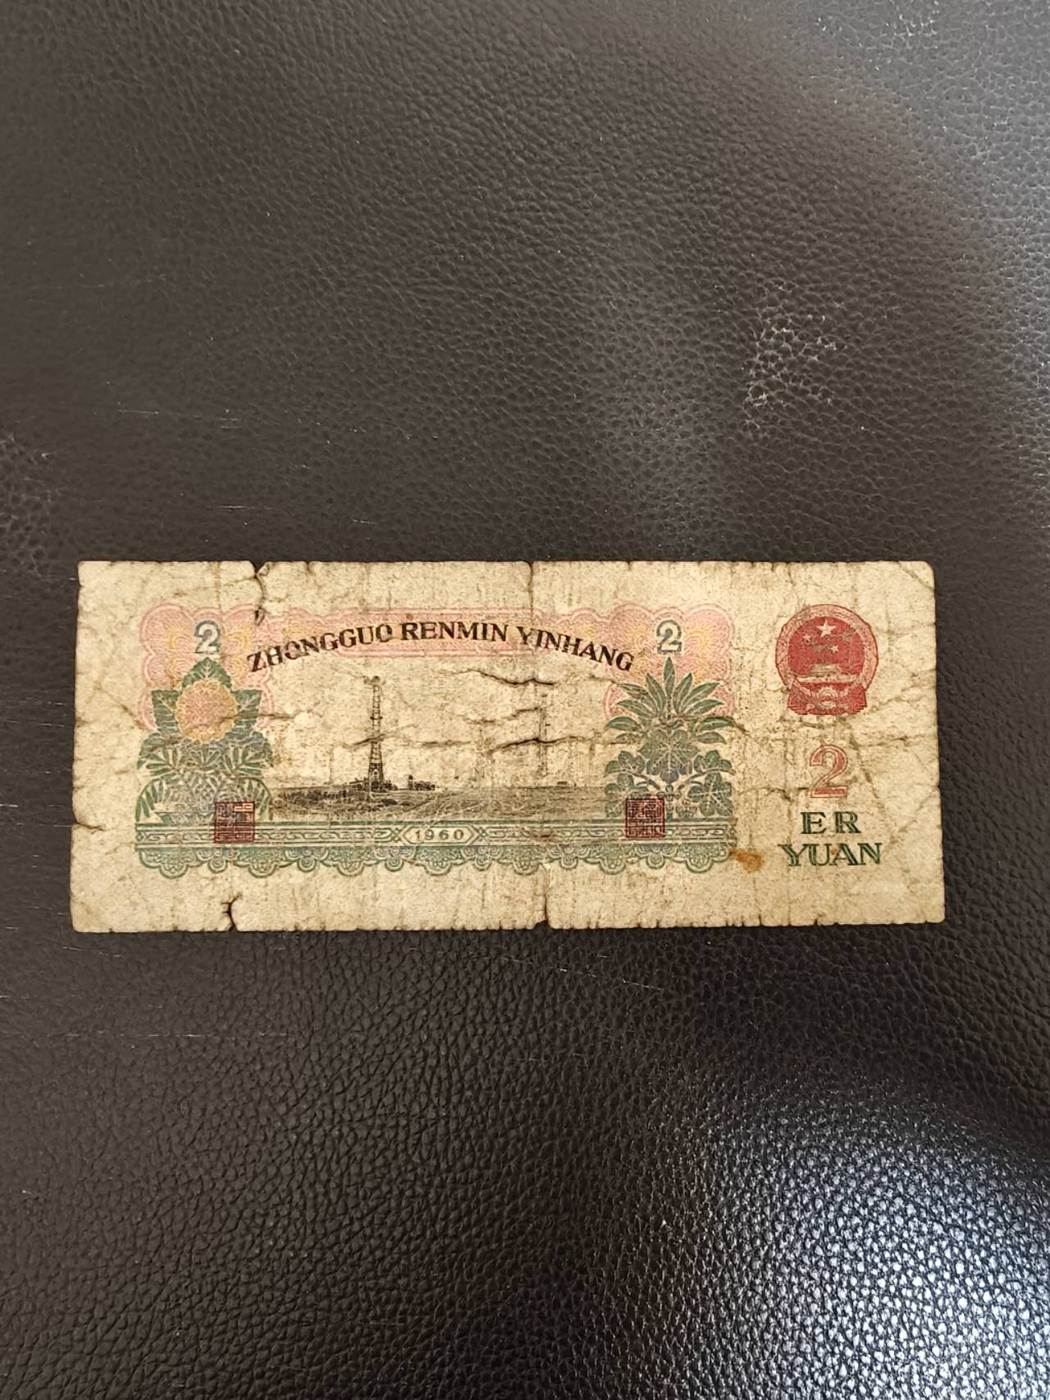 2 ZHONGGUO RENMIN YINHANG 2
1960
2
ER
YUAN